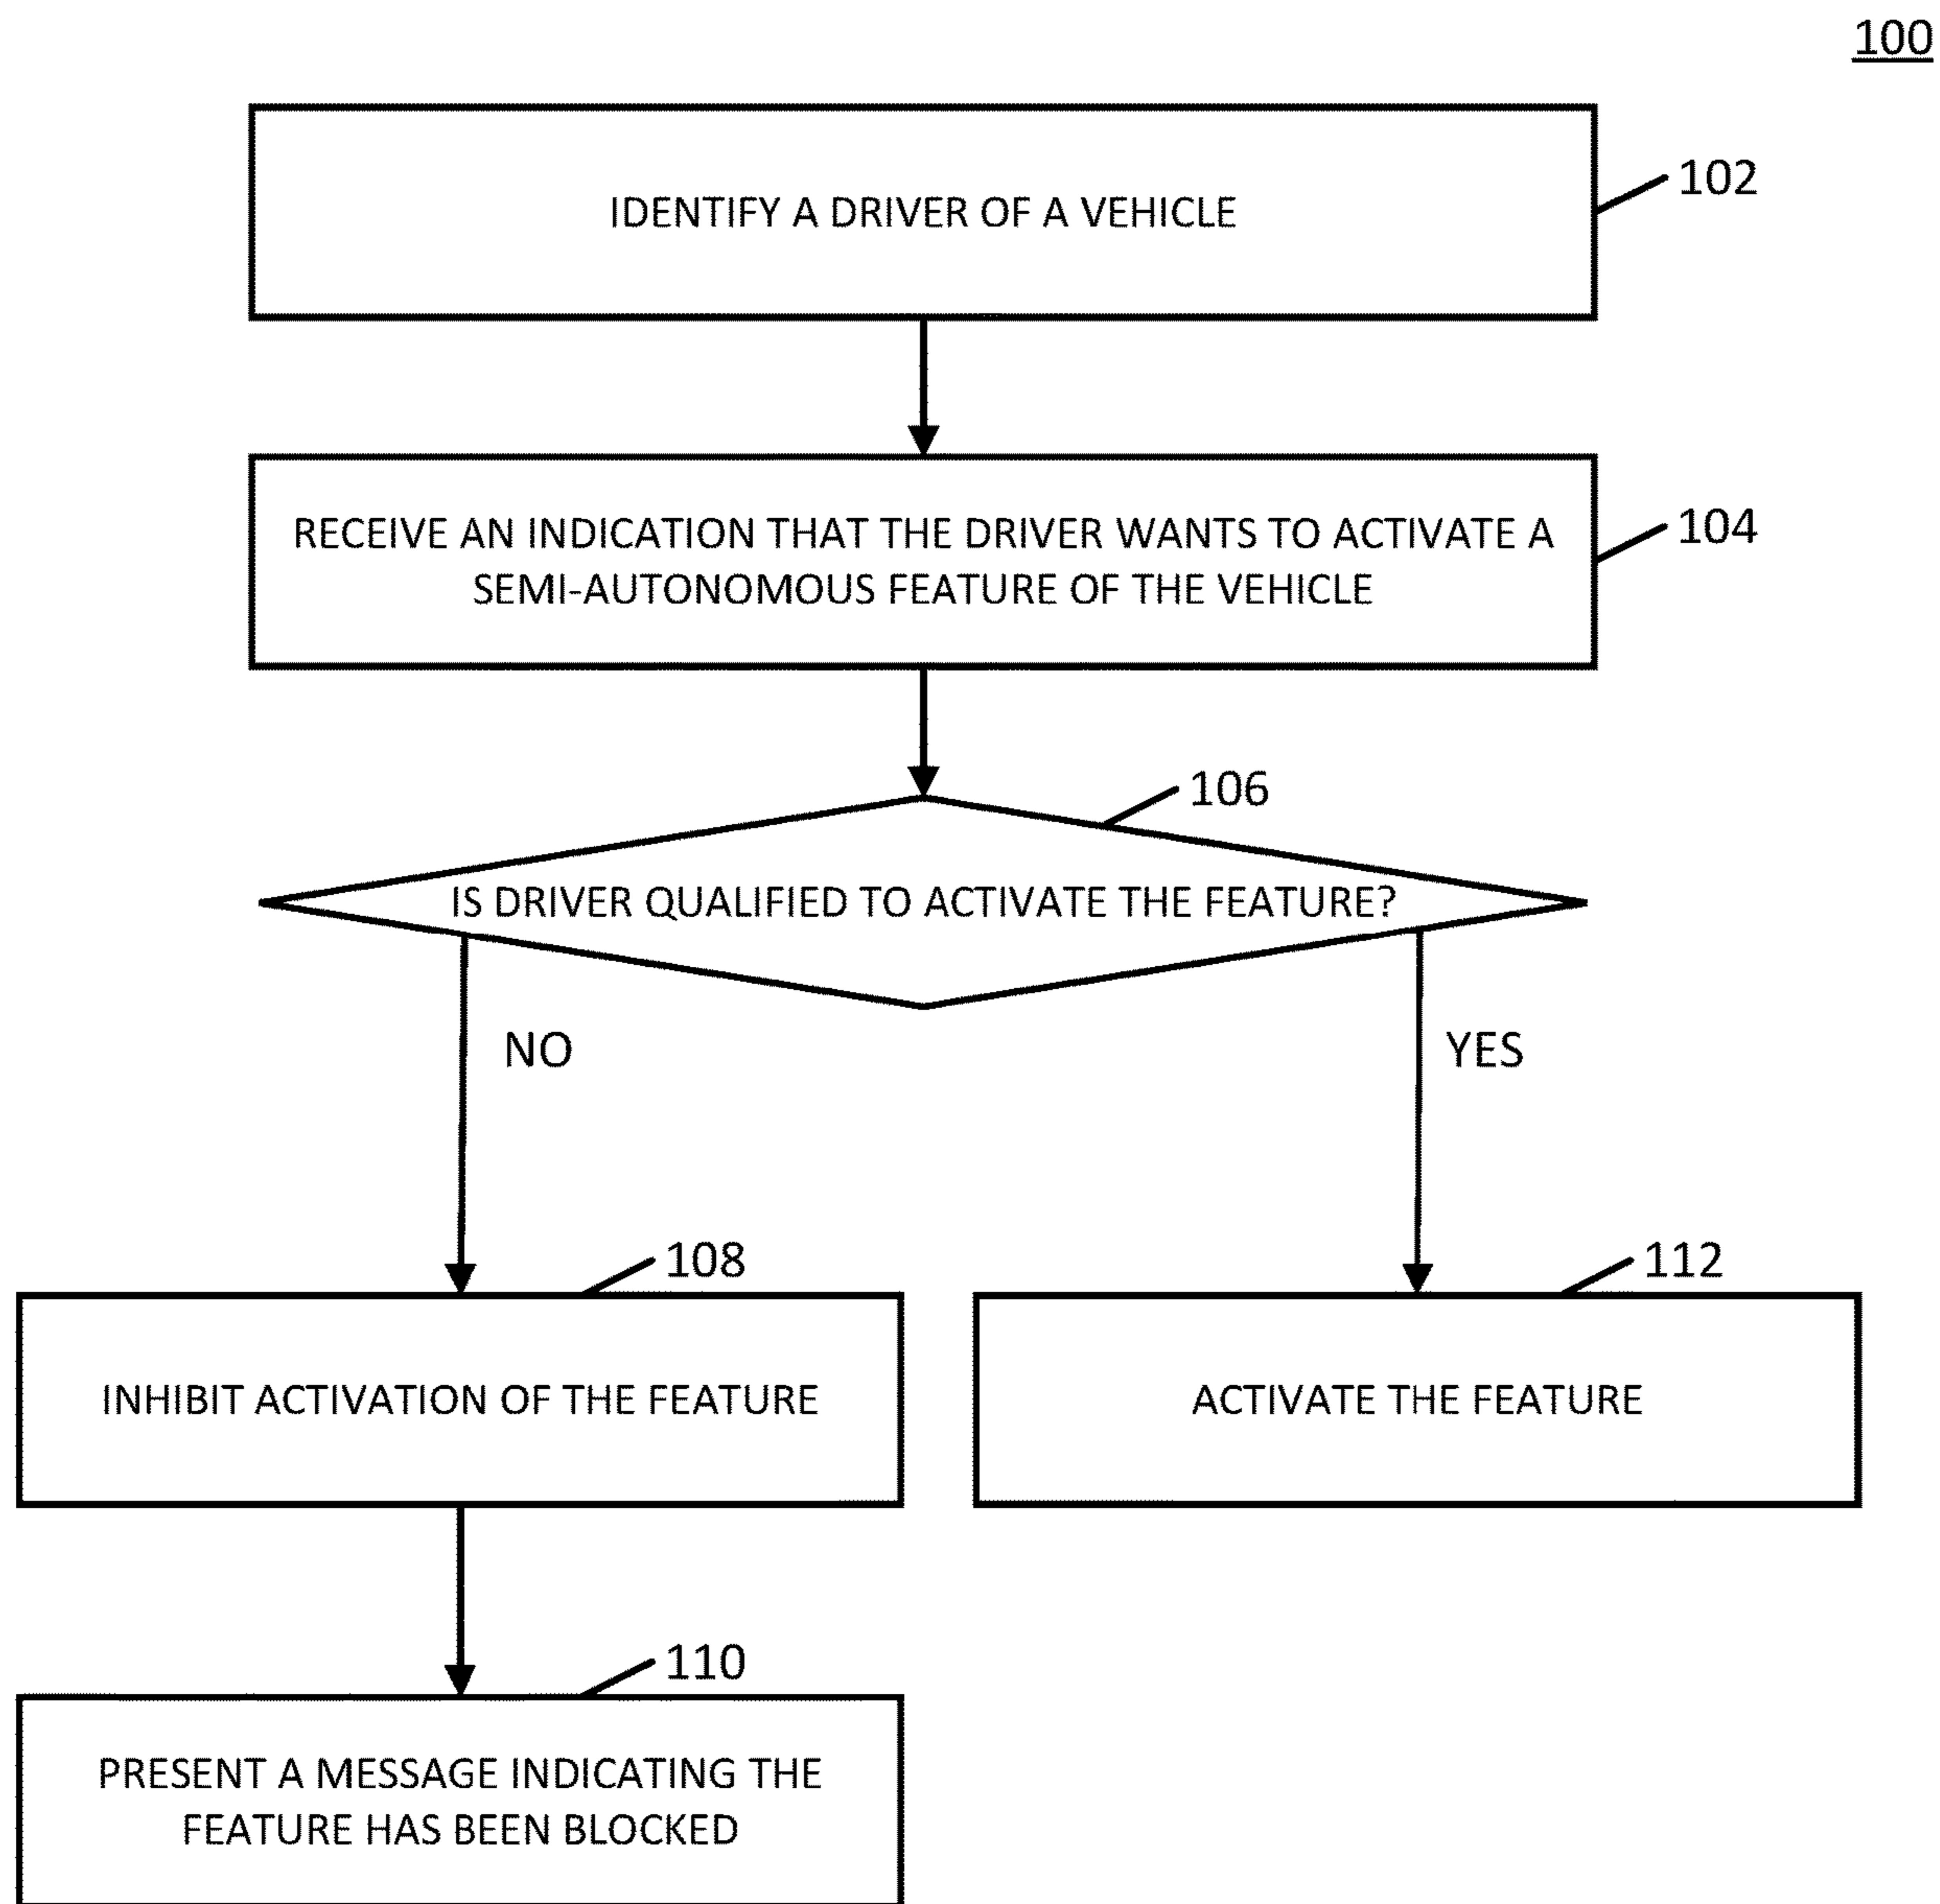 100
IDENTIFY A DRIVER OF A VEHICLE
102
RECEIVE AN INDICATION THAT THE DRIVER WANTS TO ACTIVATE A
SEMI-AUTONOMOUS FEATURE OF THE VEHICLE
104
106
IS DRIVER QUALIFIED TO ACTIVATE THE FEATURE?
NO
YES
108
INHIBIT ACTIVATION OF THE FEATURE
112
ACTIVATE THE FEATURE
110
PRESENT A MESSAGE INDICATING THE
FEATURE HAS BEEN BLOCKED